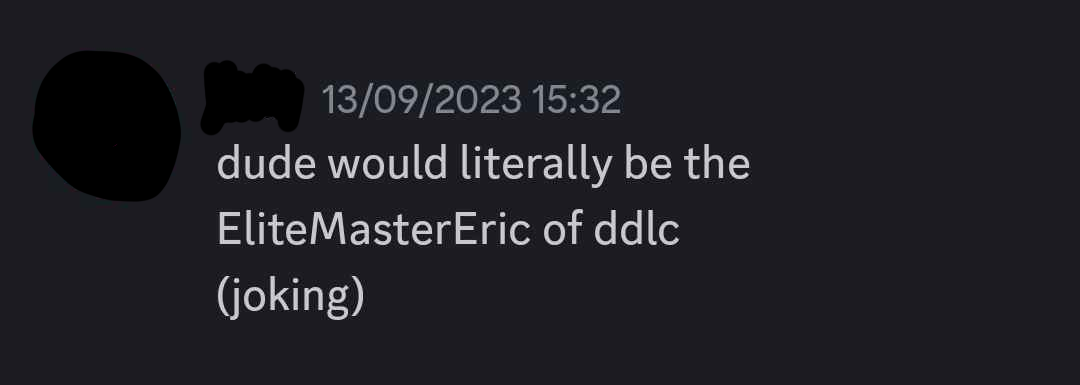 13/09/2023 15:32
dude would literally be the
EliteMasterEric of ddlc
(joking)